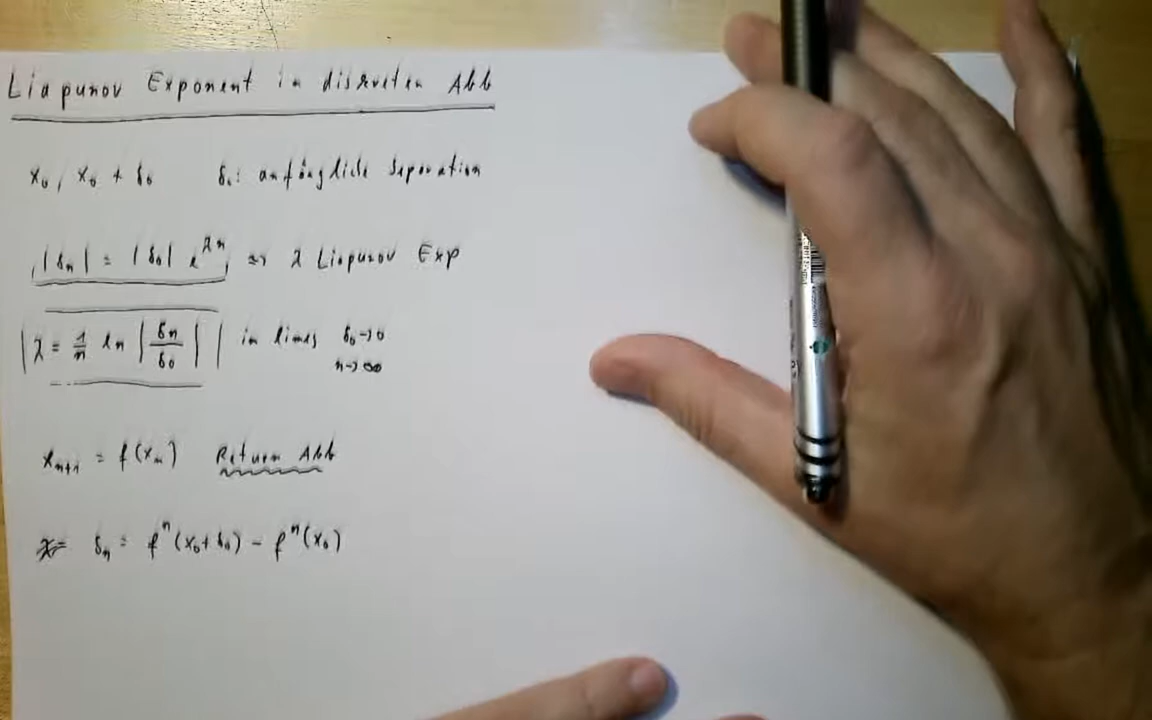 Liapunov Exponent in diskreten Abb
x₀, x₀ + δ₀ δ₀: anfängliche Separation
|δₙ| = |δ₀| e^{λn} ⇒ λ Liapunov Exp
λ = 1/n ln |δₙ/δ₀| in limes δ₀→0 n→∞
xₙ₊₁ = f(xₙ) Return Abb
δₙ = fⁿ(x₀+δ₀) - fⁿ(x₀)